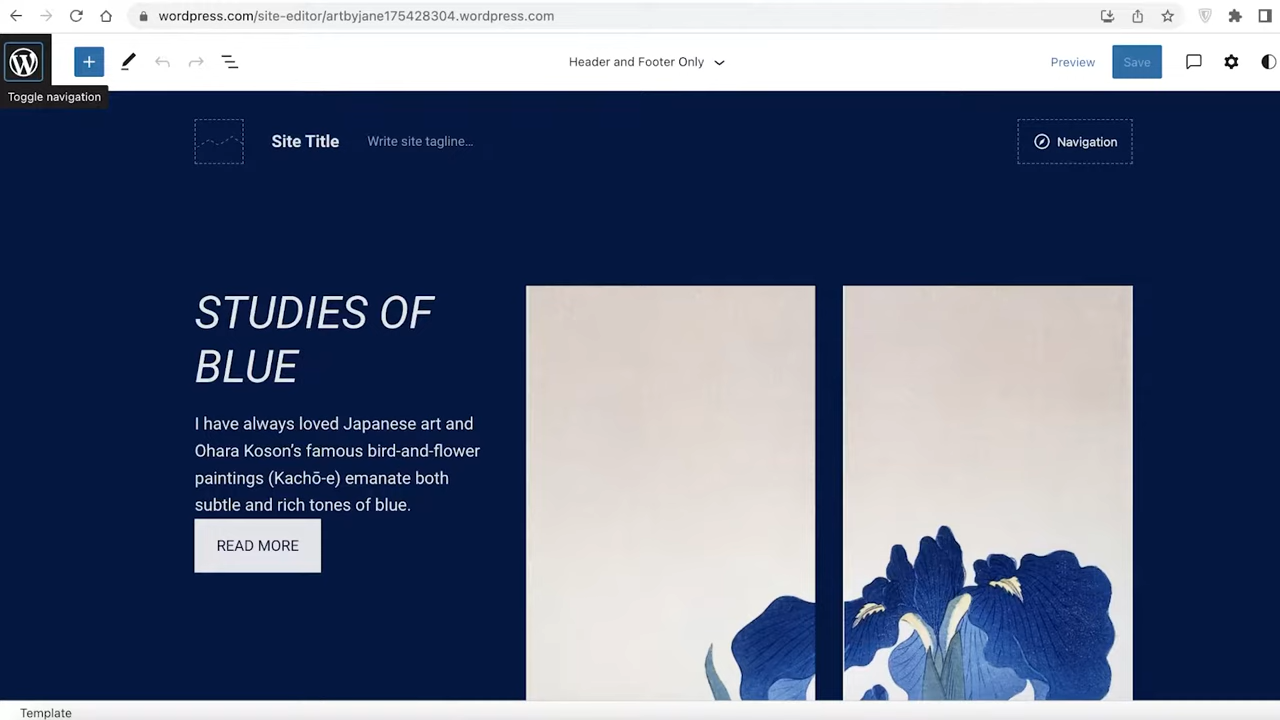 wordpress.com/site-editor/artbyjane175428304.wordpress.com
Header and Footer Only
Preview
Save
Toggle navigation
Site Title
Write site tagline...
Navigation
STUDIES OF
BLUE
I have always loved Japanese art and
Ohara Koson's famous bird-and-flower
paintings (Kachō-e) emanate both
subtle and rich tones of blue.
READ MORE
Template